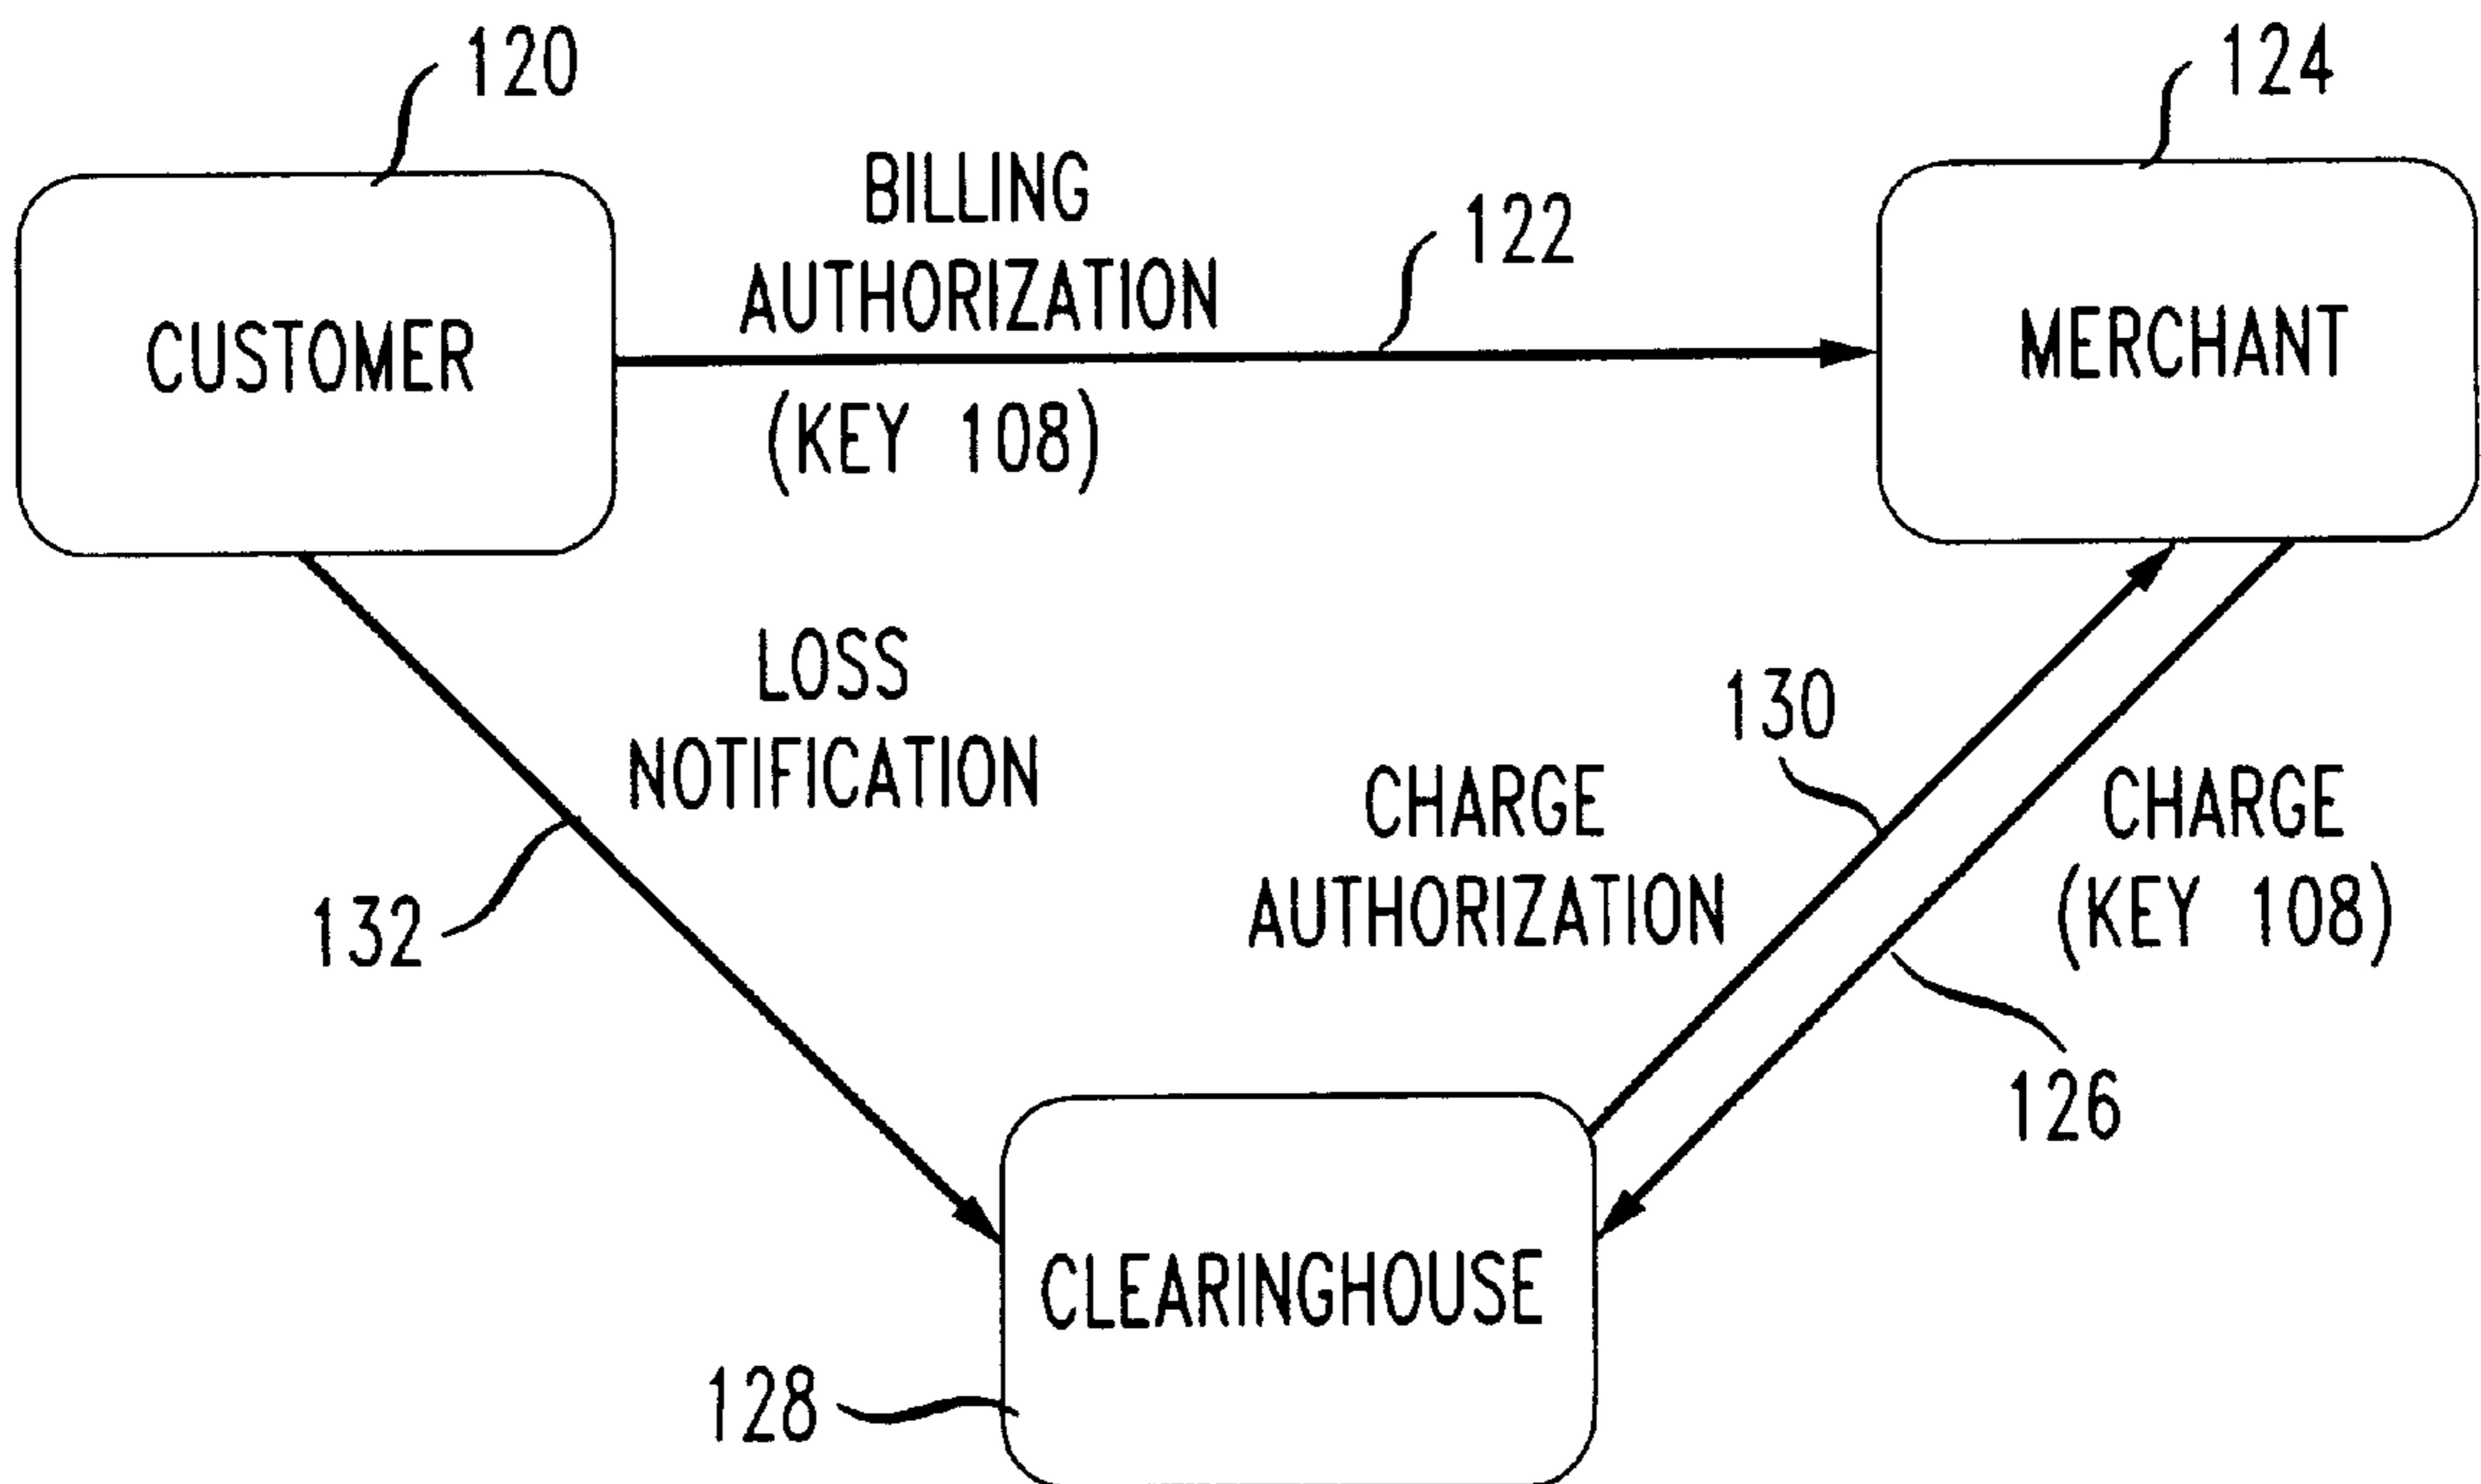 120
124
BILLING
AUTHORIZATION
122
CUSTOMER
MERCHANT
(KEY 108)
LOSS
NOTIFICATION
130
132
CHARGE
AUTHORIZATION
CHARGE
(KEY 108)
126
CLEARINGHOUSE
128